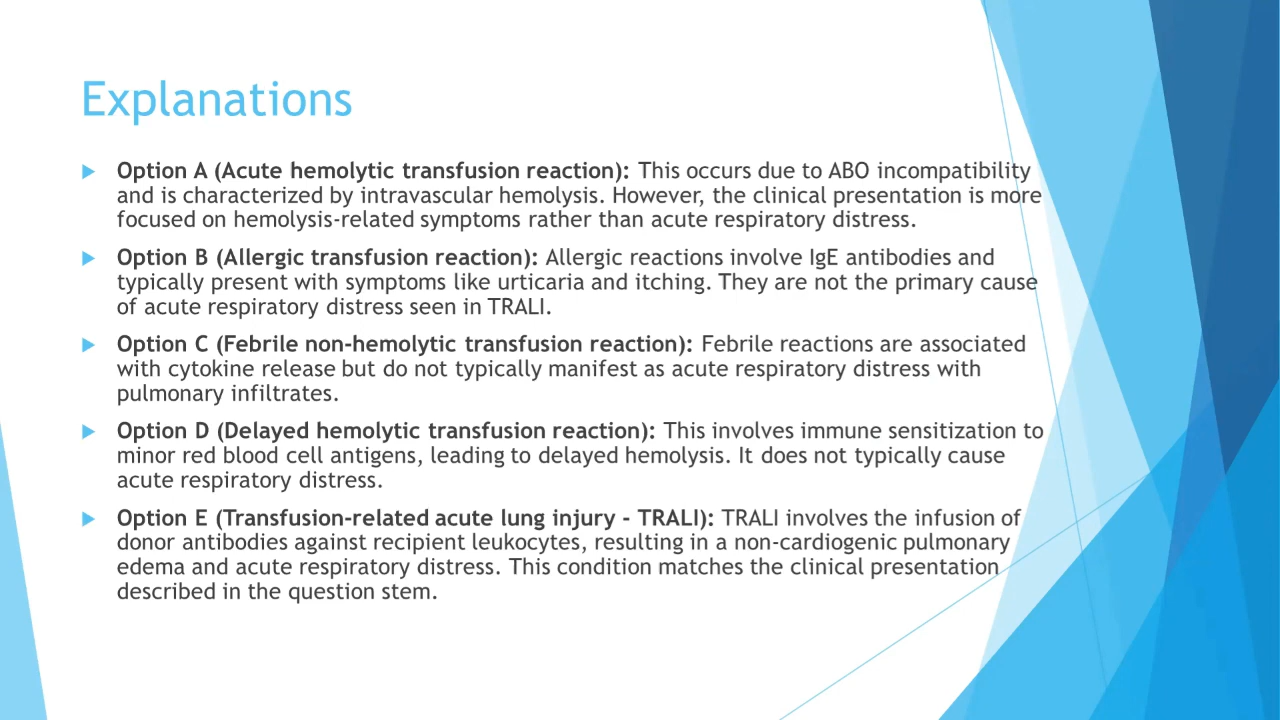 Explanations
Option A (Acute hemolytic transfusion reaction): This occurs due to ABO incompatibility
and is characterized by intravascular hemolysis. However, the clinical presentation is more
focused on hemolysis-related symptoms rather than acute respiratory distress.
Option B (Allergic transfusion reaction): Allergic reactions involve IgE antibodies and
typically present with symptoms like urticaria and itching. They are not the primary cause
of acute respiratory distress seen in TRALI.
Option C (Febrile non-hemolytic transfusion reaction): Febrile reactions are associated
with cytokine release but do not typically manifest as acute respiratory distress with
pulmonary infiltrates.
Option D (Delayed hemolytic transfusion reaction): This involves immune sensitization to
minor red blood cell antigens, leading to delayed hemolysis. It does not typically cause
acute respiratory distress.
Option E (Transfusion-related acute lung injury - TRALI): TRALI involves the infusion of
donor antibodies against recipient leukocytes, resulting in a non-cardiogenic pulmonary
edema and acute respiratory distress. This condition matches the clinical presentation
described in the question stem.